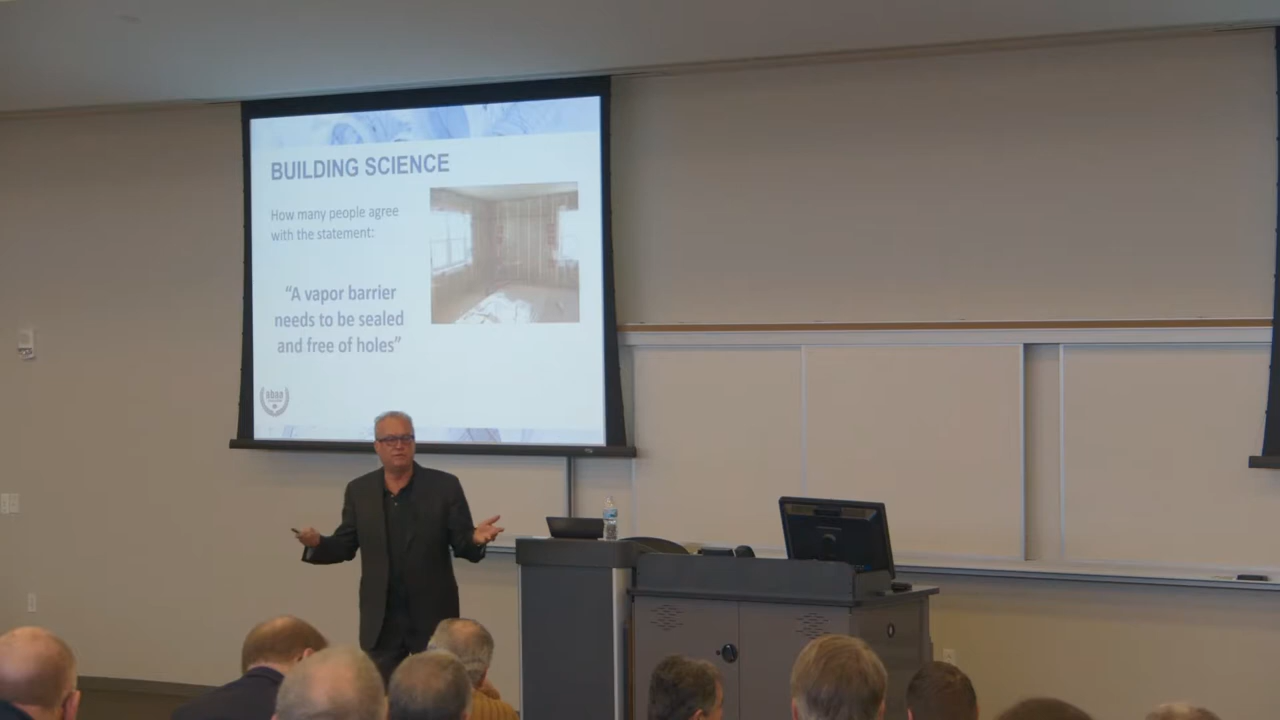 BUILDING SCIENCE
How many people agree
with the statement:
“A vapor barrier
needs to be sealed
and free of holes”
abaa